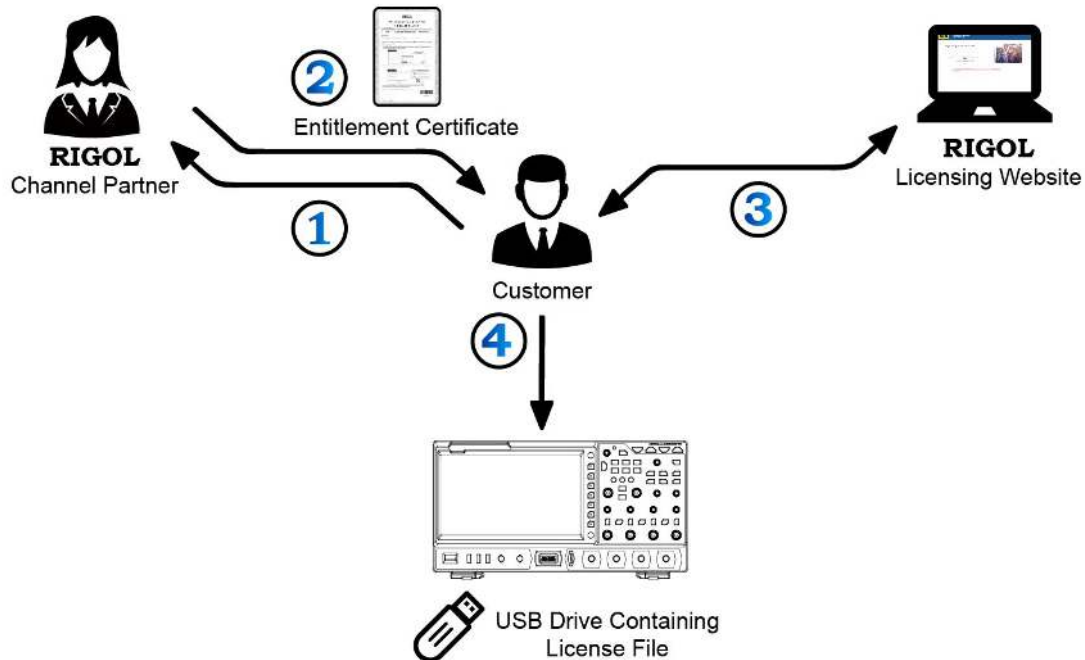 2
Entitlement Certificate
RIGOL
Channel Partner
1
RIGOL
Licensing Website
3
Customer
4
USB Drive Containing
License File